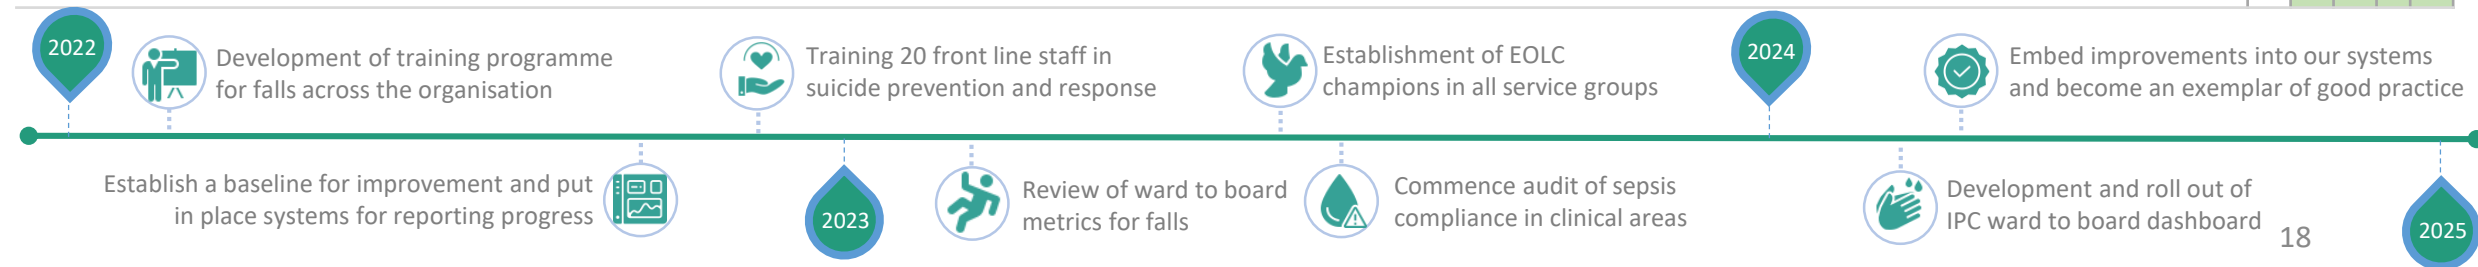 2022
Development of training programme
for falls across the organisation
Training 20 front line staff in
suicide prevention and response
Establishment of EOLC
champions in all service groups
2024
Embed improvements into our systems
and become an exemplar of good practice
Establish a baseline for improvement and put
in place systems for reporting progress
2023
Review of ward to board
metrics for falls
Commence audit of sepsis
compliance in clinical areas
Development and roll out of
IPC ward to board dashboard
18
2025